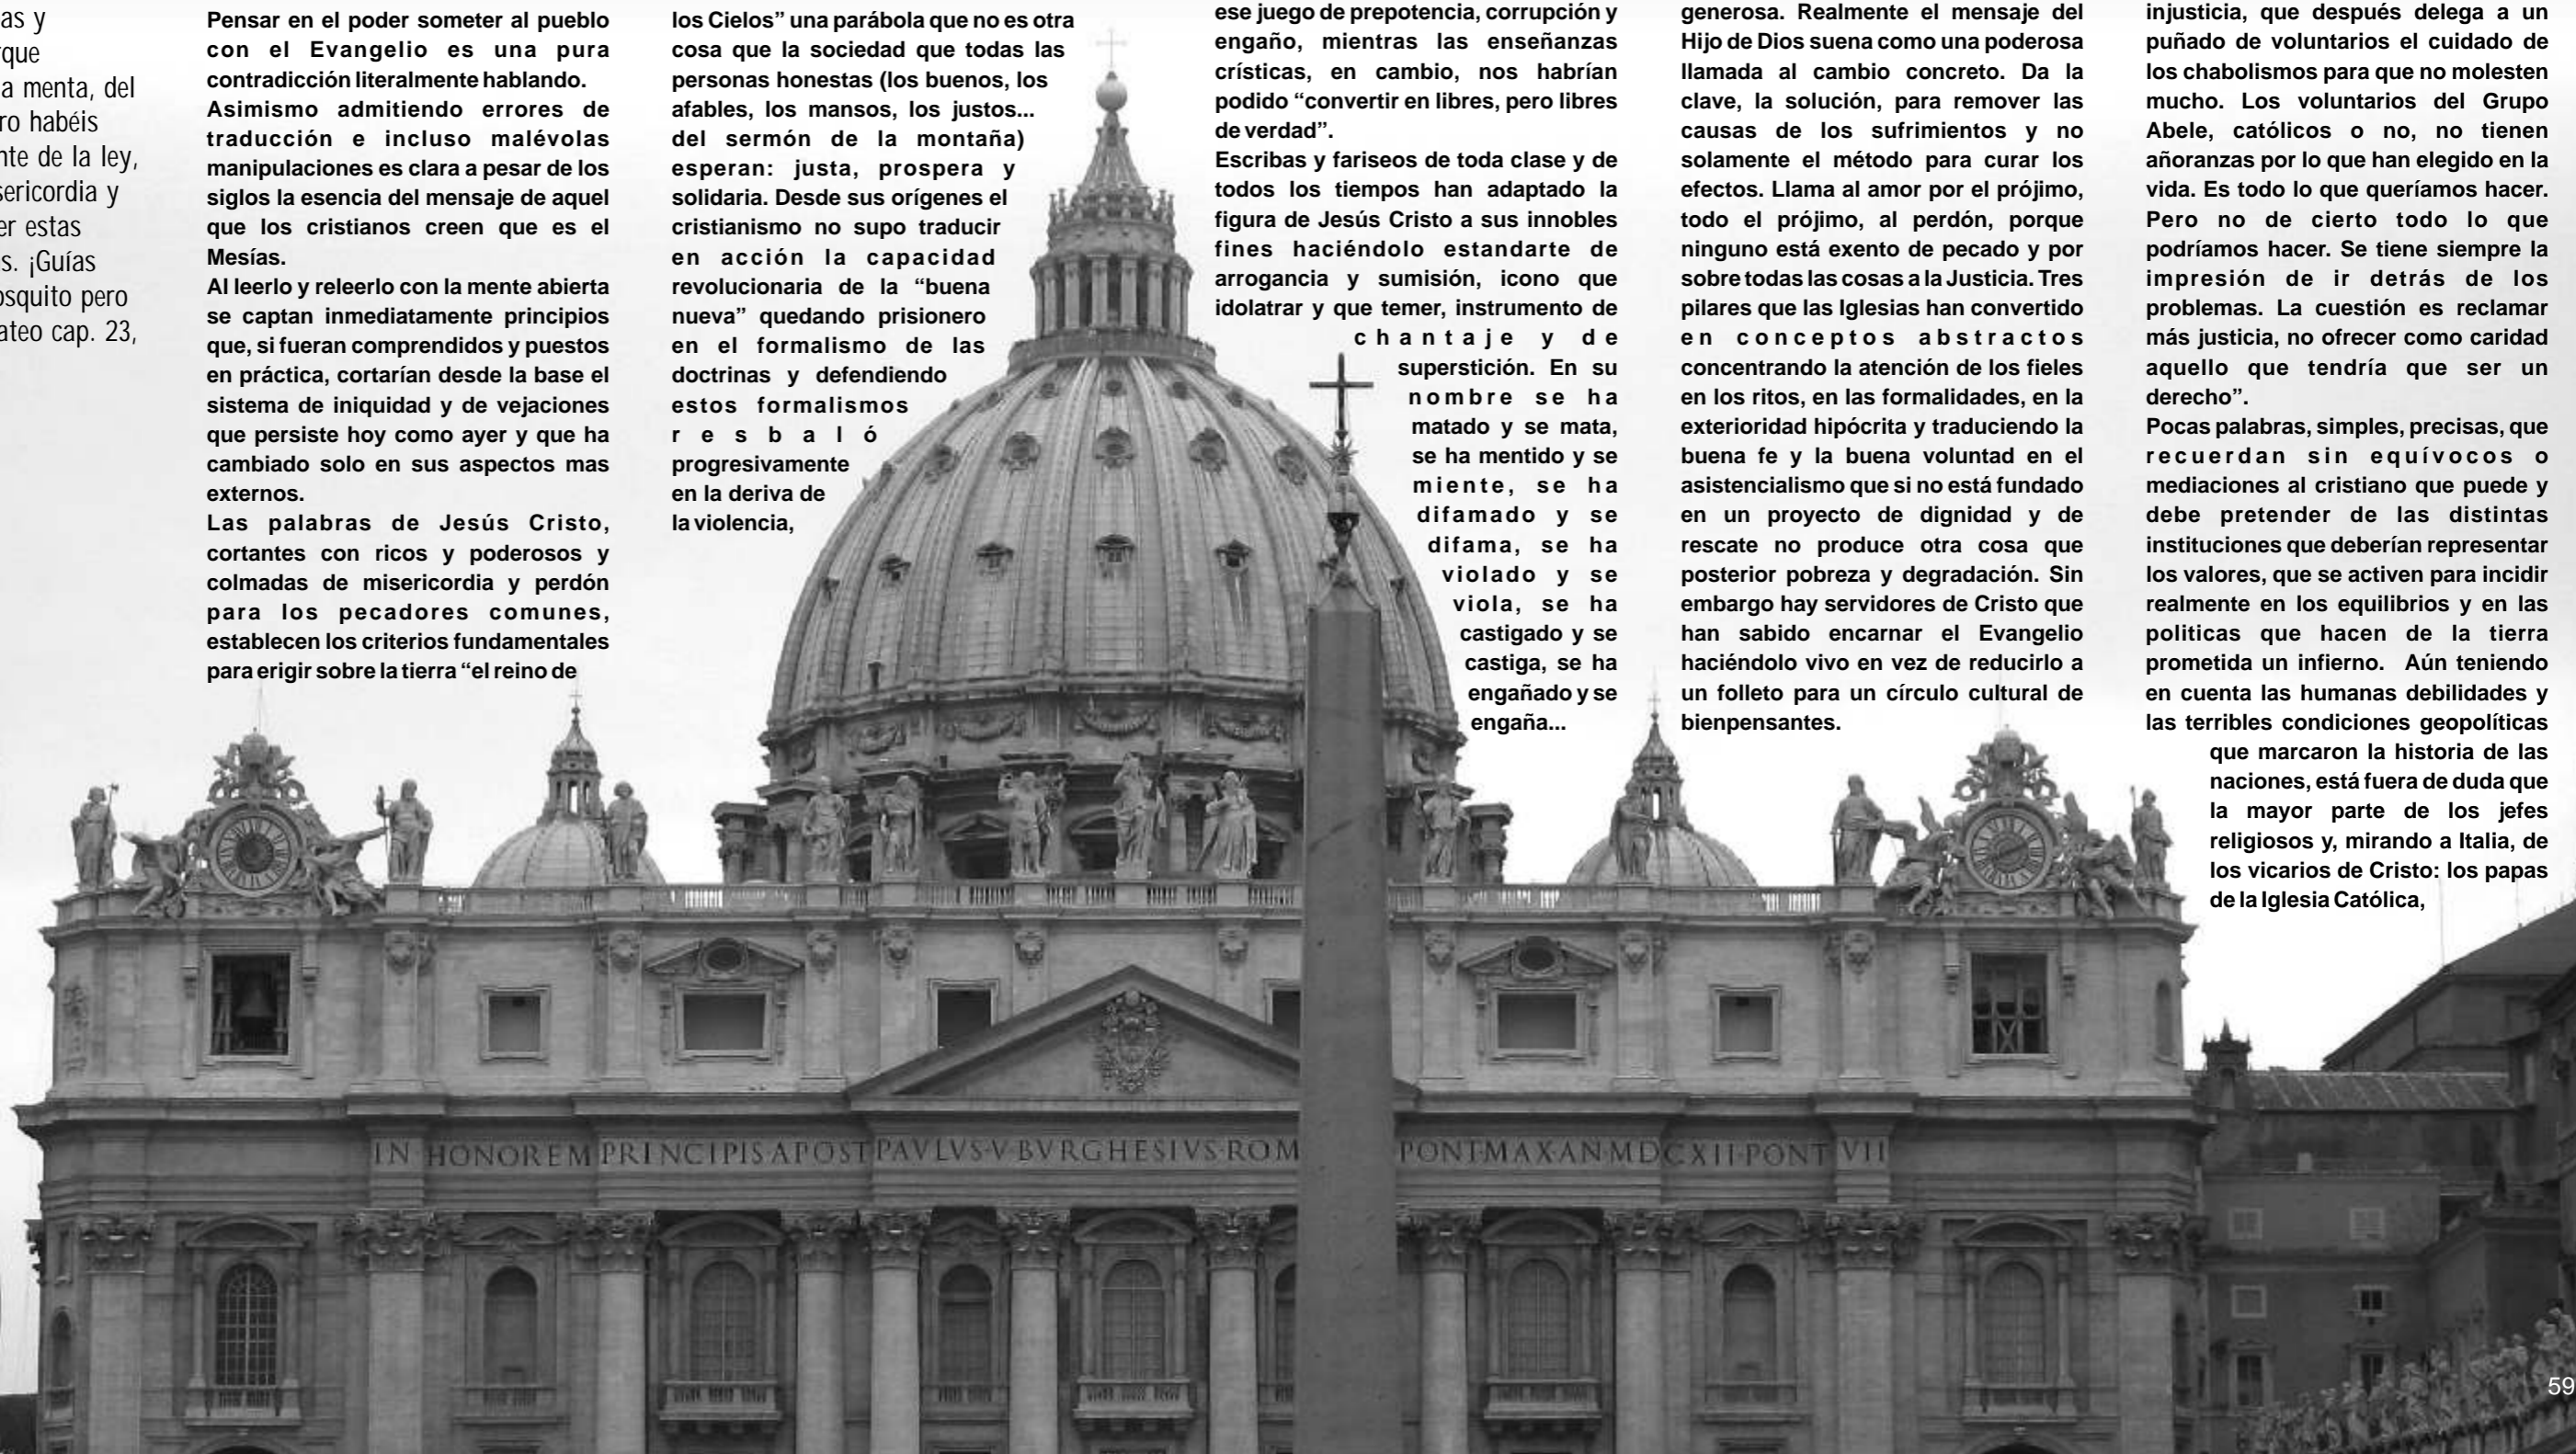 as y
que
a menta, del
ro habéis
nte de la ley,
sericordia y
er estas
s. ¡Guías
osquito pero
ateo cap. 23,
Pensar en el poder someter al pueblo
con el Evangelio es una pura
contradicción literalmente hablando.
Asimismo admitiendo errores de
traducción e incluso malévolas
manipulaciones es clara a pesar de los
siglos la esencia del mensaje de aquel
que los cristianos creen que es el
Mesías.
Al leerlo y releerlo con la mente abierta
se captan inmediatamente principios
que, si fueran comprendidos y puestos
en práctica, cortarían desde la base el
sistema de iniquidad y de vejaciones
que persiste hoy como ayer y que ha
cambiado solo en sus aspectos mas
externos.
Las palabras de Jesús Cristo,
cortantes con ricos y poderosos y
colmadas de misericordia y perdón
para los pecadores comunes,
establecen los criterios fundamentales
para erigir sobre la tierra “el reino de
los Cielos” una parábola que no es otra
cosa que la sociedad que todas las
personas honestas (los buenos, los
afables, los mansos, los justos...
del sermón de la montaña)
esperan: justa, prospera y
solidaria. Desde sus orígenes el
cristianismo no supo traducir
en acción la capacidad
revolucionaria de la “buena
nueva” quedando prisionero
en el formalismo de las
doctrinas y defendiendo
estos formalismos
resbaló
progresivamente
en la deriva de
la violencia,
ese juego de prepotencia, corrupción y
engaño, mientras las enseñanzas
crísticas, en cambio, nos habrían
podido “convertir en libres, pero libres
de verdad”.
Escribas y fariseos de toda clase y de
todos los tiempos han adaptado la
figura de Jesús Cristo a sus innobles
fines haciéndolo estandarte de
arrogancia y sumisión, icono que
idolatrar y que temer, instrumento de
chantaje y de
superstición. En su
nombre se ha
matado y se mata,
se ha mentido y se
miente, se ha
difamado y se
difama, se ha
violado y se
viola, se ha
castigado y se
castiga, se ha
engañado y se
engaña...
generosa. Realmente el mensaje del
Hijo de Dios suena como una poderosa
llamada al cambio concreto. Da la
clave, la solución, para remover las
causas de los sufrimientos y no
solamente el método para curar los
efectos. Llama al amor por el prójimo,
todo el prójimo, al perdón, porque
ninguno está exento de pecado y por
sobre todas las cosas a la Justicia. Tres
pilares que las Iglesias han convertido
en conceptos abstractos
concentrando la atención de los fieles
en los ritos, en las formalidades, en la
exterioridad hipócrita y traduciendo la
buena fe y la buena voluntad en el
asistencialismo que si no está fundado
en un proyecto de dignidad y de
rescate no produce otra cosa que
posterior pobreza y degradación. Sin
embargo hay servidores de Cristo que
han sabido encarnar el Evangelio
haciéndolo vivo en vez de reducirlo a
un folleto para un círculo cultural de
bienpensantes.
injusticia, que después delega a un
puñado de voluntarios el cuidado de
los chabolismos para que no molesten
mucho. Los voluntarios del Grupo
Abele, católicos o no, no tienen
añoranzas por lo que han elegido en la
vida. Es todo lo que queríamos hacer.
Pero no de cierto todo lo que
podríamos hacer. Se tiene siempre la
impresión de ir detrás de los
problemas. La cuestión es reclamar
más justicia, no ofrecer como caridad
aquello que tendría que ser un
derecho”.
Pocas palabras, simples, precisas, que
recuerdan sin equívocos o
mediaciones al cristiano que puede y
debe pretender de las distintas
instituciones que deberían representar
los valores, que se activen para incidir
realmente en los equilibrios y en las
politicas que hacen de la tierra
prometida un infierno. Aún teniendo
en cuenta las humanas debilidades y
las terribles condiciones geopolíticas
que marcaron la historia de las
naciones, está fuera de duda que
la mayor parte de los jefes
religiosos y, mirando a Italia, de
los vicarios de Cristo: los papas
de la Iglesia Católica,
IN HONOREM PRINCIPIS APOST PAVLVS V BVRGHESIVS ROM PONT MAX AN MDCXII PONT VII
59